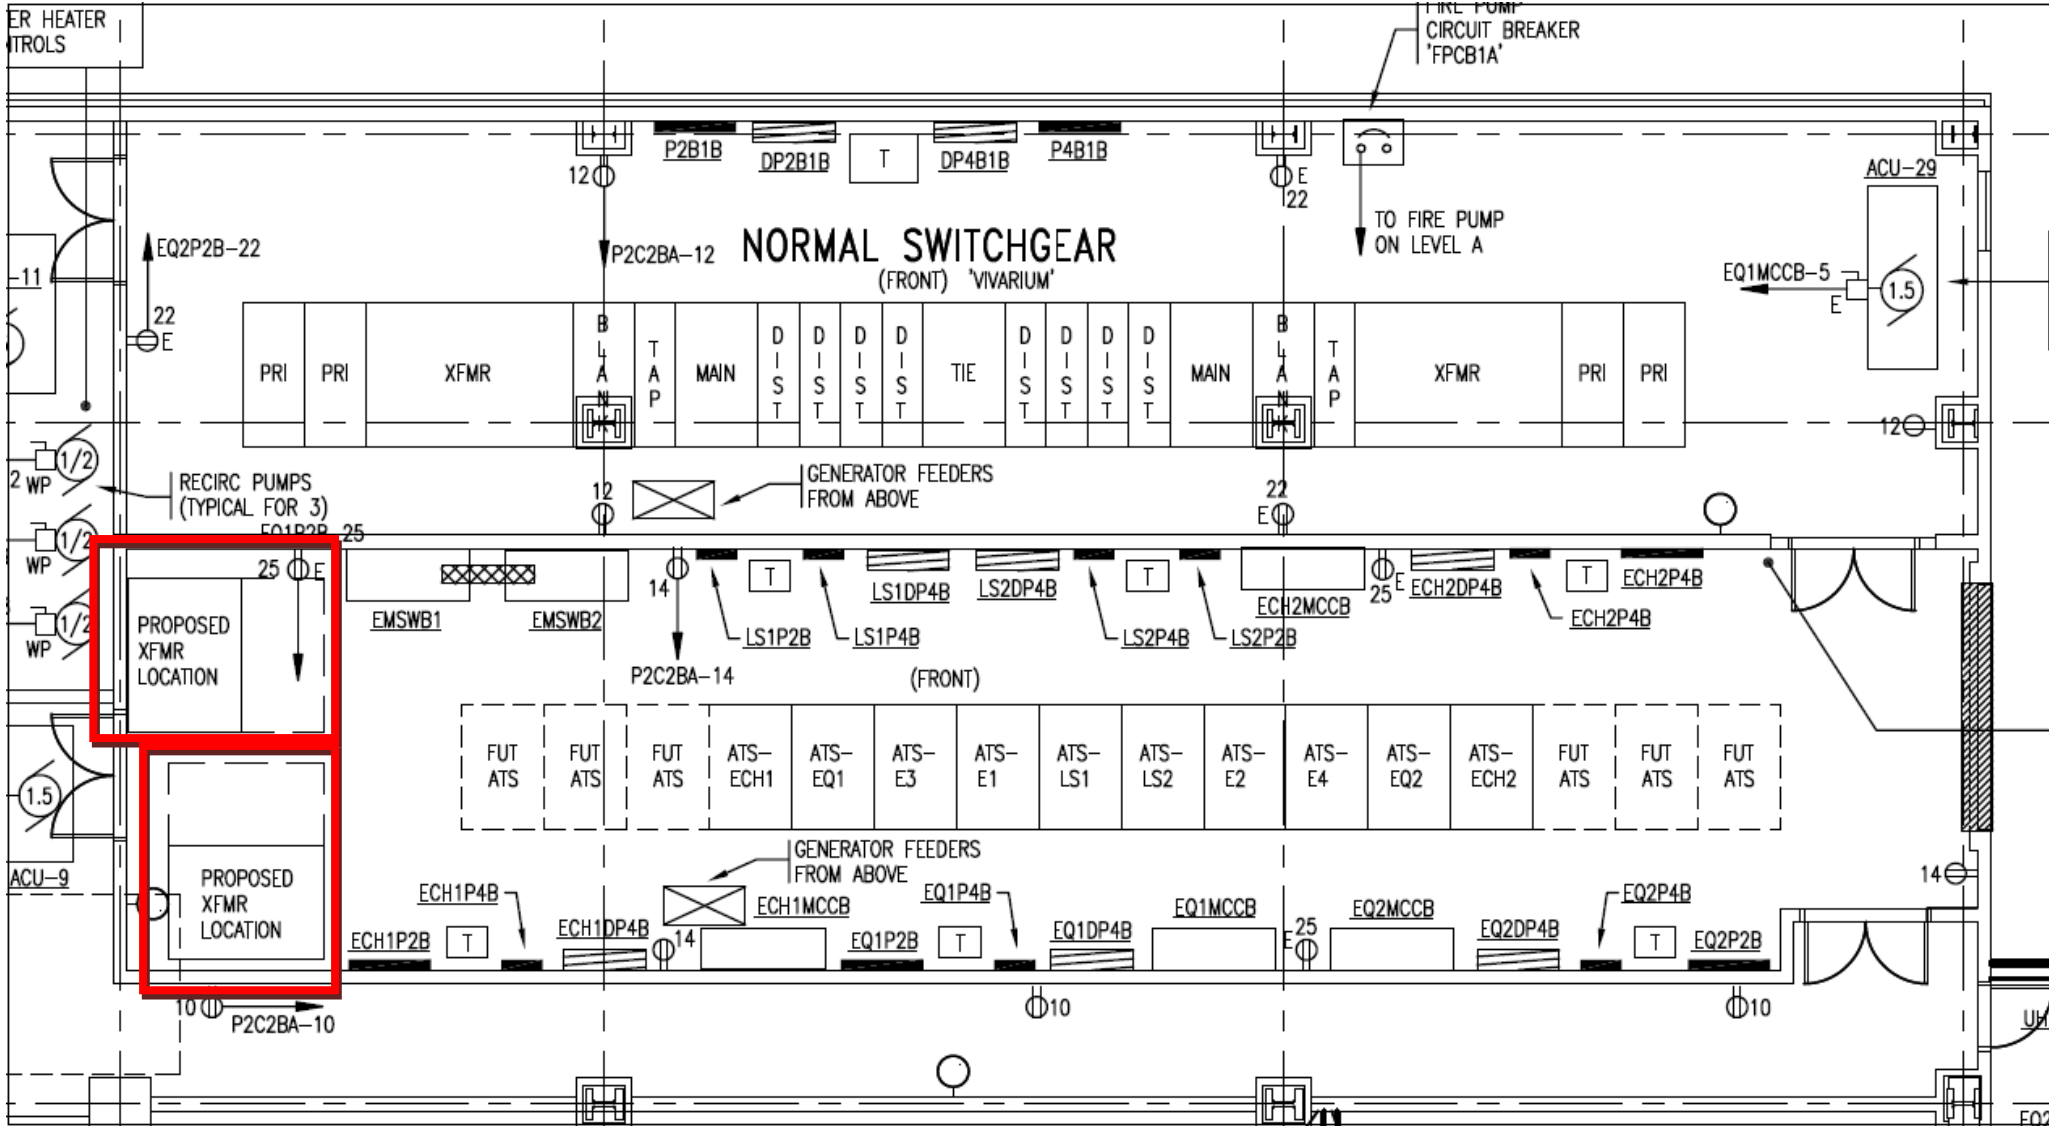 ER HEATER
NTROLS
FIRE PUMP
CIRCUIT BREAKER
'FPCB1A'
P2B1B
DP2B1B
T
DP4B1B
P4B1B
ACU-29
12
E
22
TO FIRE PUMP
ON LEVEL A
EQ2P2B-22
P2C2BA-12
NORMAL SWITCHGEAR
(FRONT) 'VIVARIUM'
-11
EQ1MCCB-5
E
1.5
22
E
PRI
PRI
XFMR
BLANK
TAP
MAIN
DIST
DIST
DIST
DIST
TIE
DIST
DIST
DIST
DIST
MAIN
BLANK
TAP
XFMR
PRI
PRI
12
1/2
2 WP
RECIRC PUMPS
(TYPICAL FOR 3)
GENERATOR FEEDERS
FROM ABOVE
12
22
E
EQ1P2B-25
1/2
WP
25
E
14
T
T
T
LS1DP4B
LS2DP4B
ECH2MCCB
25
E
ECH2DP4B
ECH2P4B
1/2
WP
PROPOSED
XFMR
LOCATION
EMSWB1
EMSWB2
LS1P2B
LS1P4B
LS2P4B
LS2P2B
ECH2P4B
P2C2BA-14
(FRONT)
FUT
ATS
FUT
ATS
FUT
ATS
ATS-
ECH1
ATS-
EQ1
ATS-
E3
ATS-
E1
ATS-
LS1
ATS-
LS2
ATS-
E2
ATS-
E4
ATS-
EQ2
ATS-
ECH2
FUT
ATS
FUT
ATS
FUT
ATS
1.5
GENERATOR FEEDERS
FROM ABOVE
14
ACU-9
PROPOSED
XFMR
LOCATION
ECH1P4B
ECH1MCCB
EQ1P4B
EQ1MCCB
EQ2MCCB
EQ2P4B
ECH1P2B
T
ECH1DP4B
14
EQ1P2B
T
EQ1DP4B
E
25
EQ2DP4B
T
EQ2P2B
10
P2C2BA-10
10
10
UH
EQ2